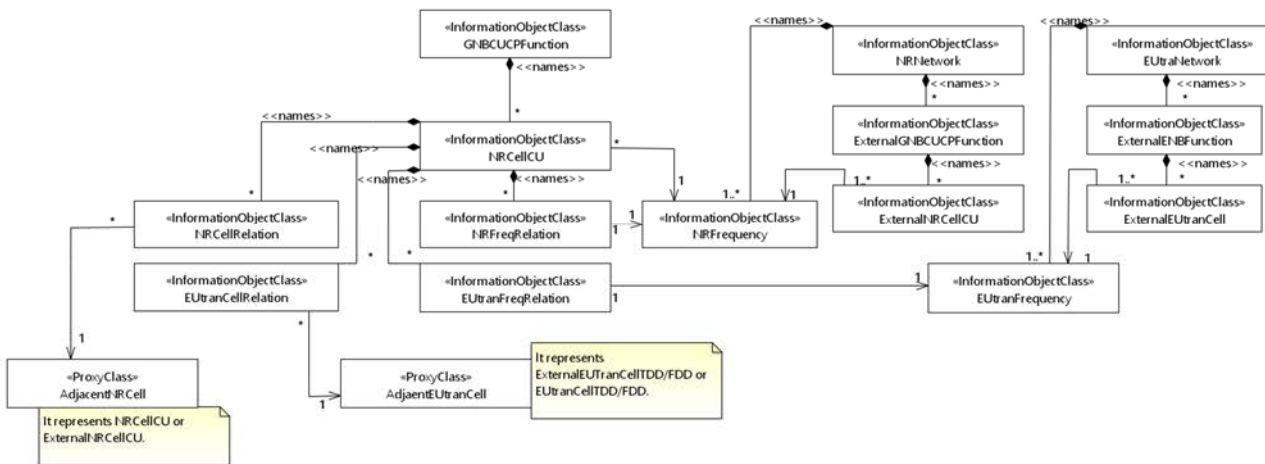 «InformationObjectClass»
GNBCUCPFunction
<<names>>
*
<<names>>
«InformationObjectClass»
NRNetwork
<<names>>
*
<<names>>
«InformationObjectClass»
EUtraNetwork
<<names>>
*
<<names>>
«InformationObjectClass»
NRCellCU
*
1
<<names>>
<<names>>
<<names>>
«InformationObjectClass»
ExternalGNBCUCPFunction
<<names>>
*
1..*
1
1..*
«InformationObjectClass»
ExternalENBFunction
<<names>>
*
1..*
*
*
«InformationObjectClass»
NRCellRelation
*
«InformationObjectClass»
NRFreqRelation
1
1
«InformationObjectClass»
NRFrequency
«InformationObjectClass»
ExternalNRCellCU
«InformationObjectClass»
ExternalEUtranCell
*
*
1..*
1
«InformationObjectClass»
EUtranCellRelation
*
«InformationObjectClass»
EUtranFreqRelation
1
1
«InformationObjectClass»
EUtranFrequency
1
1
«ProxyClass»
AdjacentNRCell
It represents NRCellCU or
ExternalNRCellCU.
«ProxyClass»
AdjaentEUtranCell
It represents
ExternalEUTranCellTDD/FDD or
EUtranCellTDD/FDD.